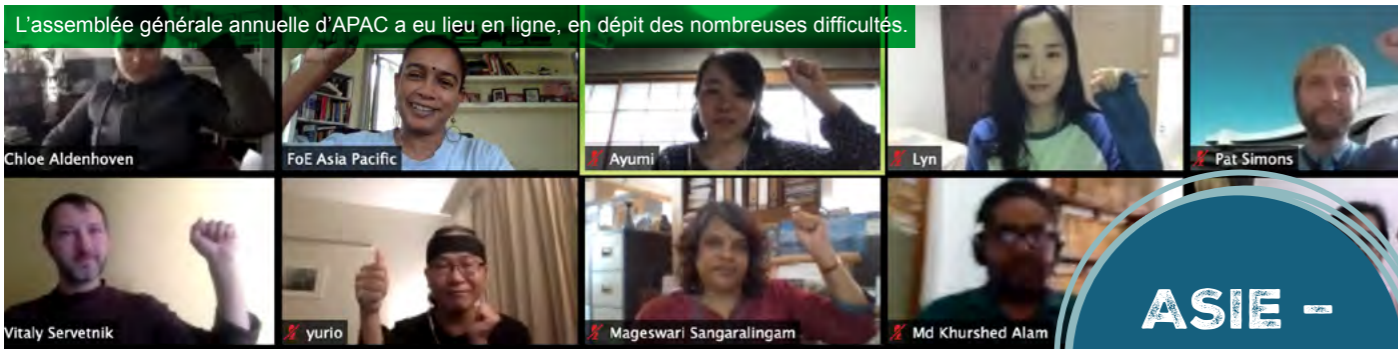 L’assemblée générale annuelle d’APAC a eu lieu en ligne, en dépit des nombreuses difficultés.
Chloe Aldenhoven
FoE Asia Pacific
Ayumi
Lyn
Pat Simons
Vitaly Servetnik
yurio
Mageswari Sangaralingam
Md Khurshed Alam
ASIE –